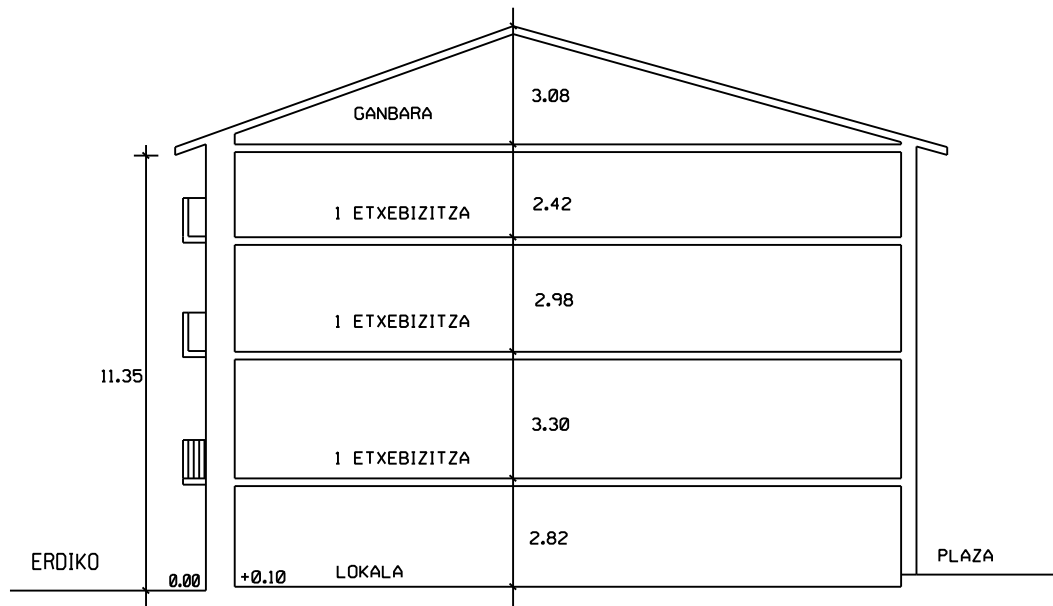 3.08
GANBARA
2.42
1 ETXEBIZITZA
2.98
1 ETXEBIZITZA
11.35
3.30
1 ETXEBIZITZA
2.82
ERDIKO
PLAZA
0.00
+0.10
LOKALA